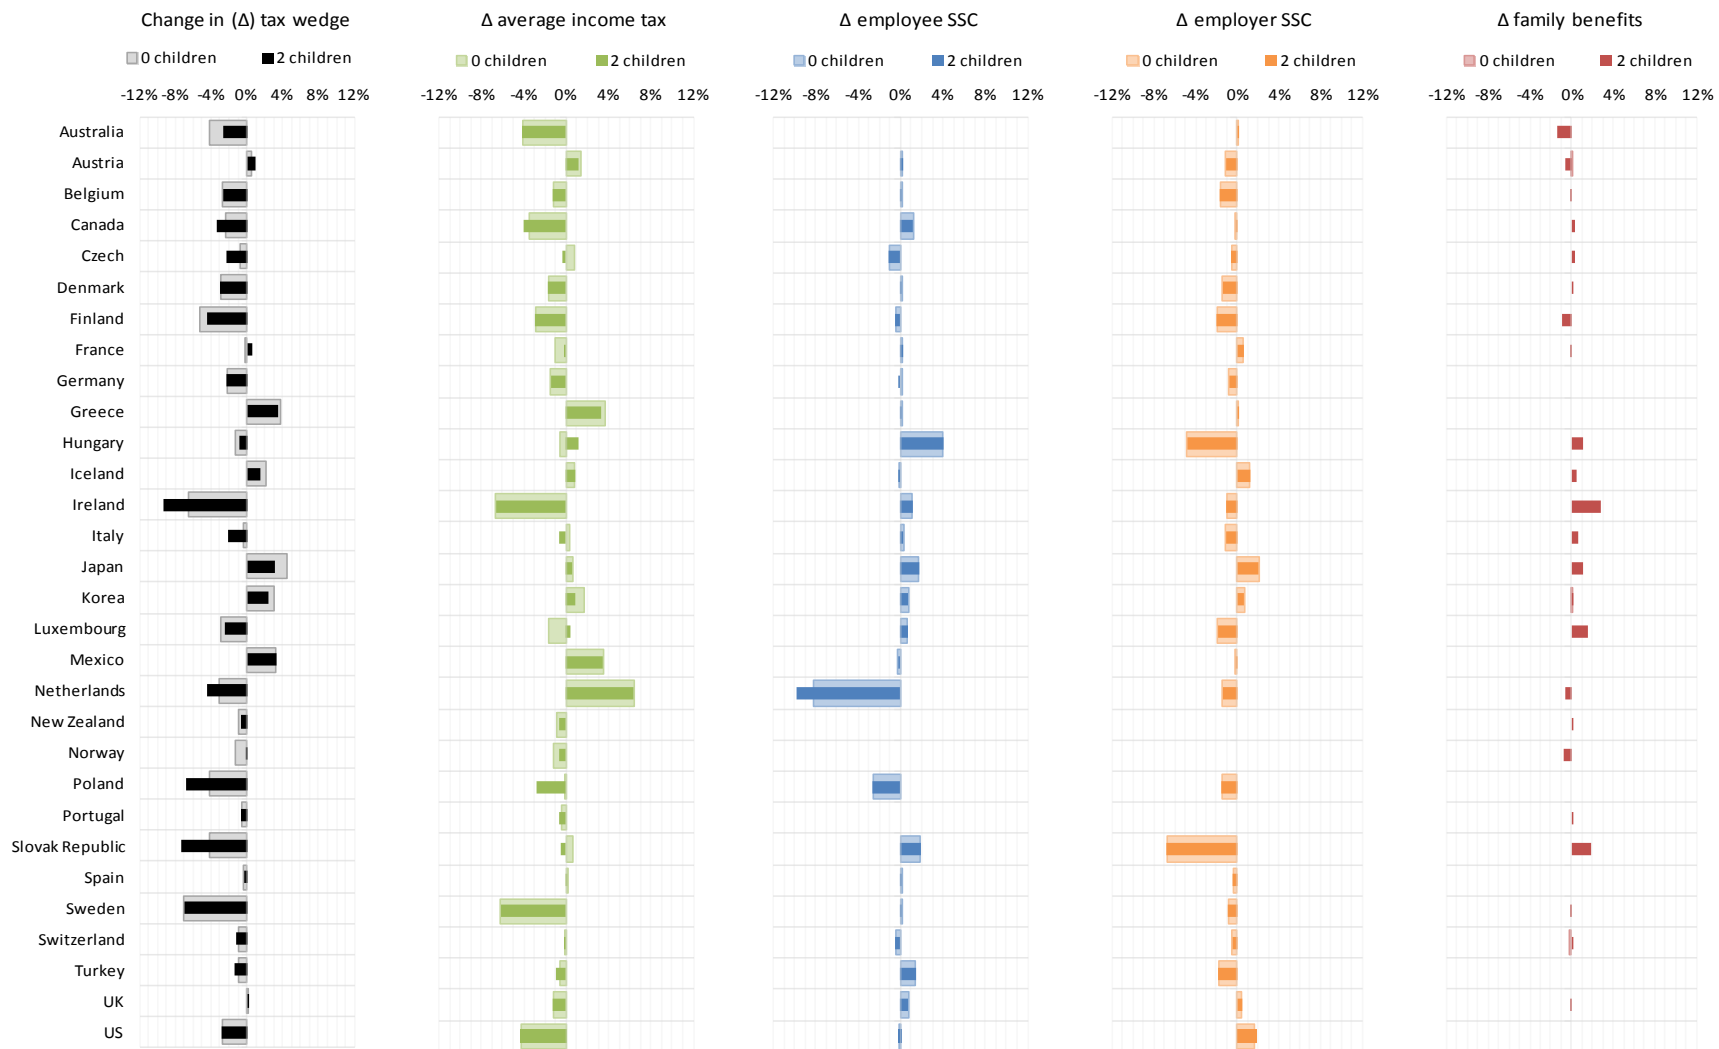 Change in (Δ) tax wedge
Δ average income tax
Δ employee SSC
Δ employer SSC
Δ family benefits
0 children 2 children
0 children 2 children
0 children 2 children
0 children 2 children
0 children 2 children
-12% -8% -4% 0% 4% 8% 12%
-12% -8% -4% 0% 4% 8% 12%
-12% -8% -4% 0% 4% 8% 12%
-12% -8% -4% 0% 4% 8% 12%
-12% -8% -4% 0% 4% 8% 12%
Australia
Austria
Belgium
Canada
Czech
Denmark
Finland
France
Germany
Greece
Hungary
Iceland
Ireland
Italy
Japan
Korea
Luxembourg
Mexico
Netherlands
New Zealand
Norway
Poland
Portugal
Slovak Republic
Spain
Sweden
Switzerland
Turkey
UK
US